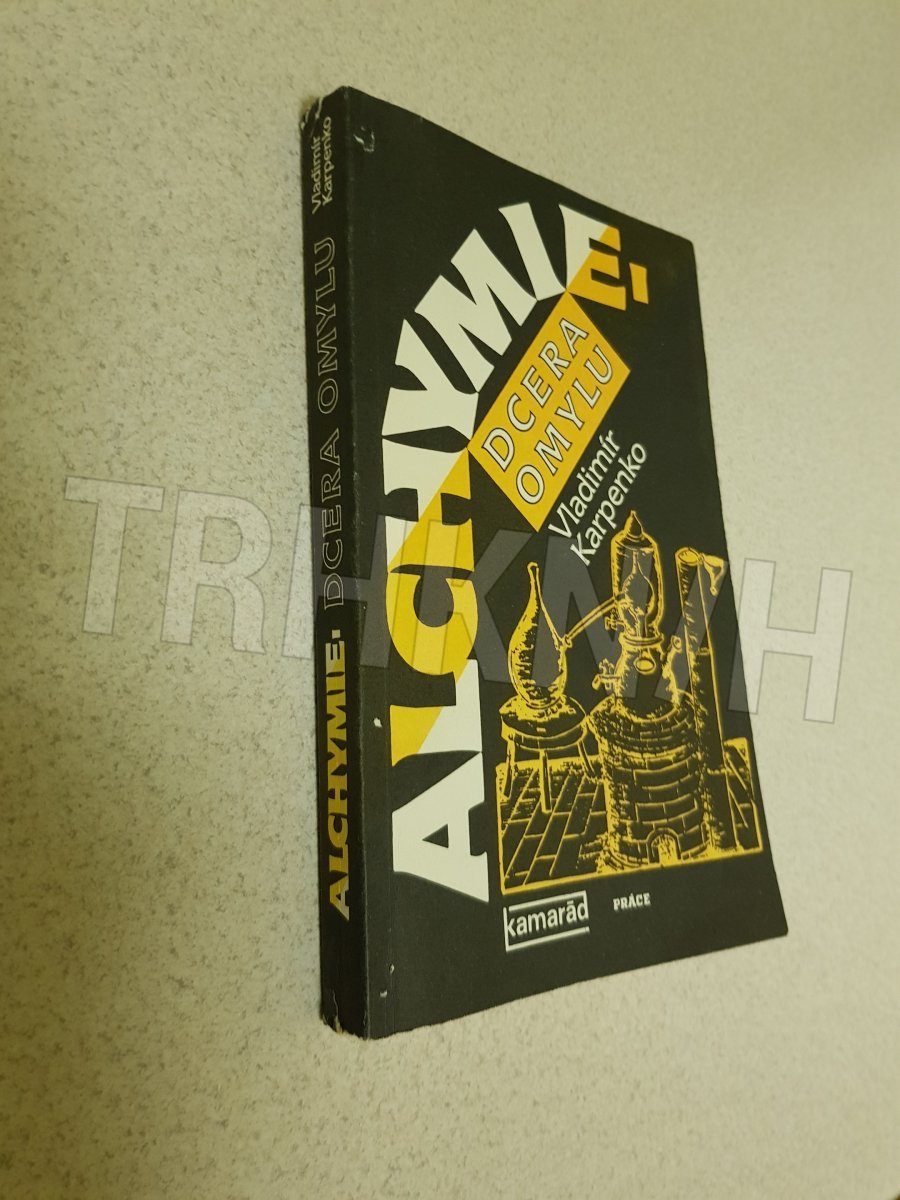 Vladimír
Karpenko
ALCHYMIE: DCERA OMYLU
ALCHYMIE:
DCERA
OMYLU
Vladimír
Karpenko
kamarád
PRÁCE
TRHKNIH